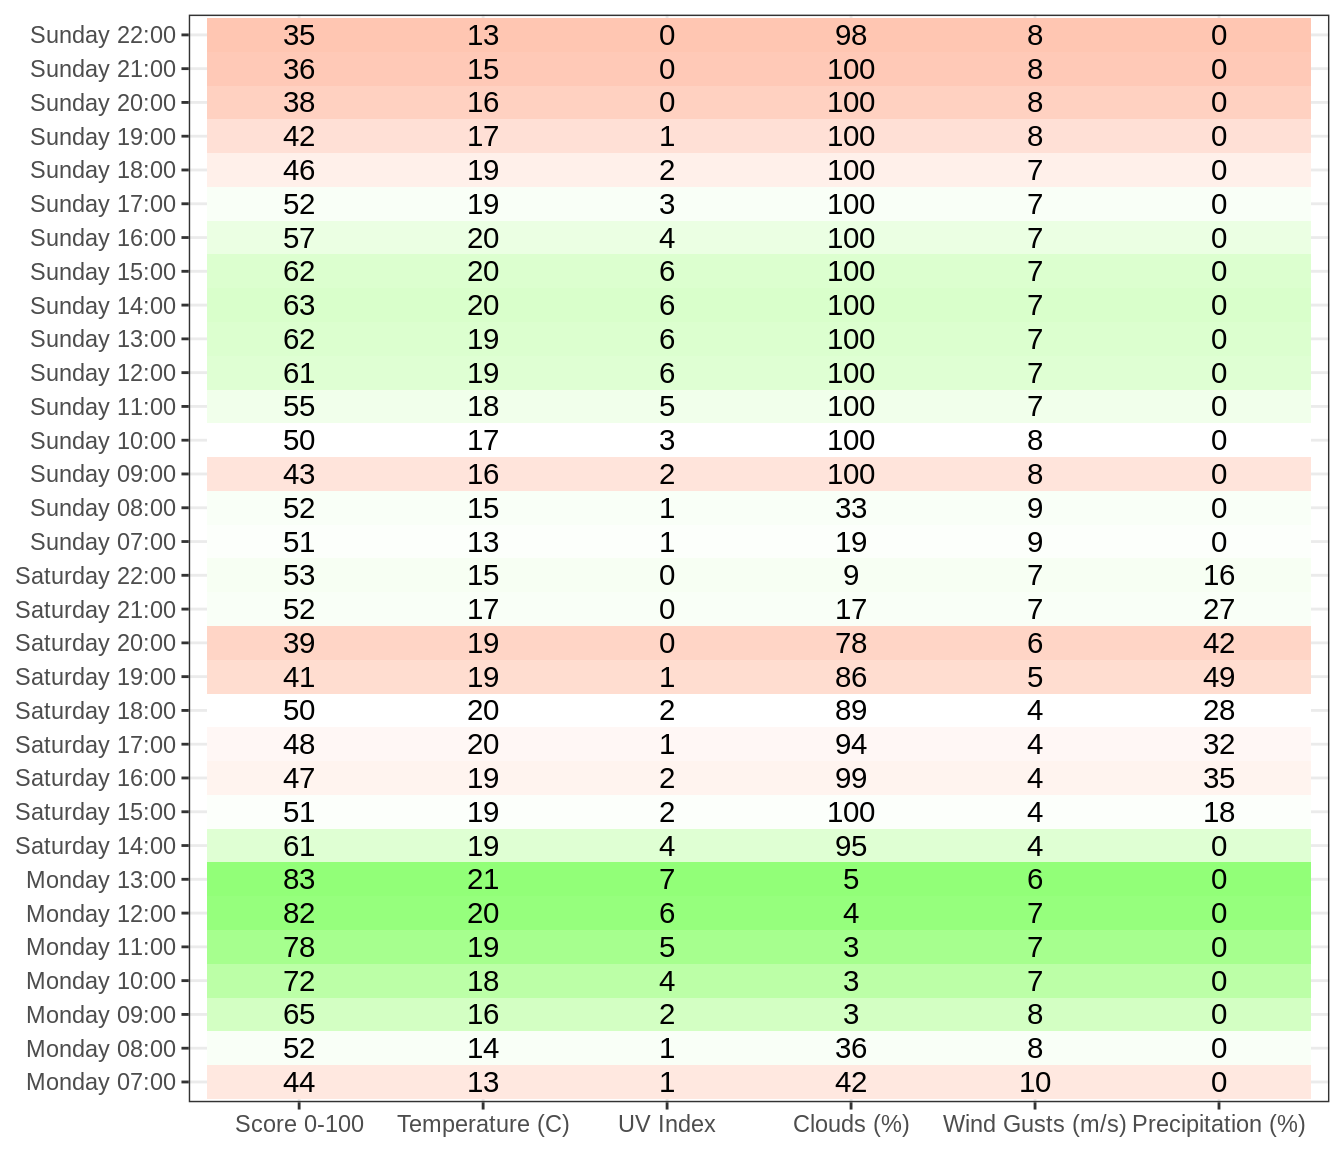 Sunday 22:00 35 13 0 98 8 0
Sunday 21:00 36 15 0 100 8 0
Sunday 20:00 38 16 0 100 8 0
Sunday 19:00 42 17 1 100 8 0
Sunday 18:00 46 19 2 100 7 0
Sunday 17:00 52 19 3 100 7 0
Sunday 16:00 57 20 4 100 7 0
Sunday 15:00 62 20 6 100 7 0
Sunday 14:00 63 20 6 100 7 0
Sunday 13:00 62 19 6 100 7 0
Sunday 12:00 61 19 6 100 7 0
Sunday 11:00 55 18 5 100 7 0
Sunday 10:00 50 17 3 100 8 0
Sunday 09:00 43 16 2 100 8 0
Sunday 08:00 52 15 1 33 9 0
Sunday 07:00 51 13 1 19 9 0
Saturday 22:00 53 15 0 9 7 16
Saturday 21:00 52 17 0 17 7 27
Saturday 20:00 39 19 0 78 6 42
Saturday 19:00 41 19 1 86 5 49
Saturday 18:00 50 20 2 89 4 28
Saturday 17:00 48 20 1 94 4 32
Saturday 16:00 47 19 2 99 4 35
Saturday 15:00 51 19 2 100 4 18
Saturday 14:00 61 19 4 95 4 0
Monday 13:00 83 21 7 5 6 0
Monday 12:00 82 20 6 4 7 0
Monday 11:00 78 19 5 3 7 0
Monday 10:00 72 18 4 3 7 0
Monday 09:00 65 16 2 3 8 0
Monday 08:00 52 14 1 36 8 0
Monday 07:00 44 13 1 42 10 0
Score 0-100 Temperature (C) UV Index Clouds (%) Wind Gusts (m/s) Precipitation (%)